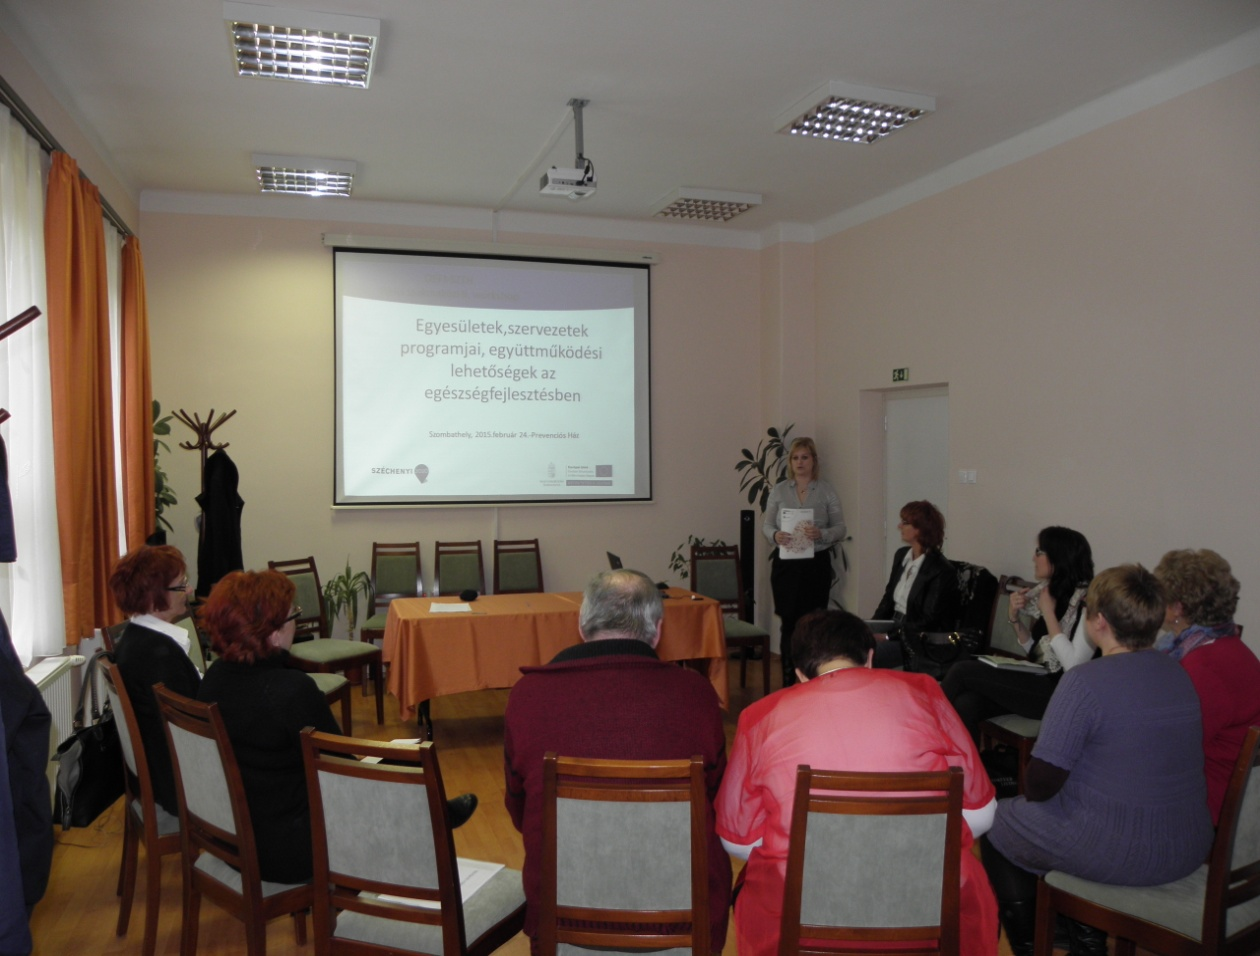 Egyesületek,szervezetek
programjai, együttműködési
lehetőségek az
egészségfejlesztésben
Szombathely, 2015.február 24.-Prevenciós Hét
SZÉCHENYI